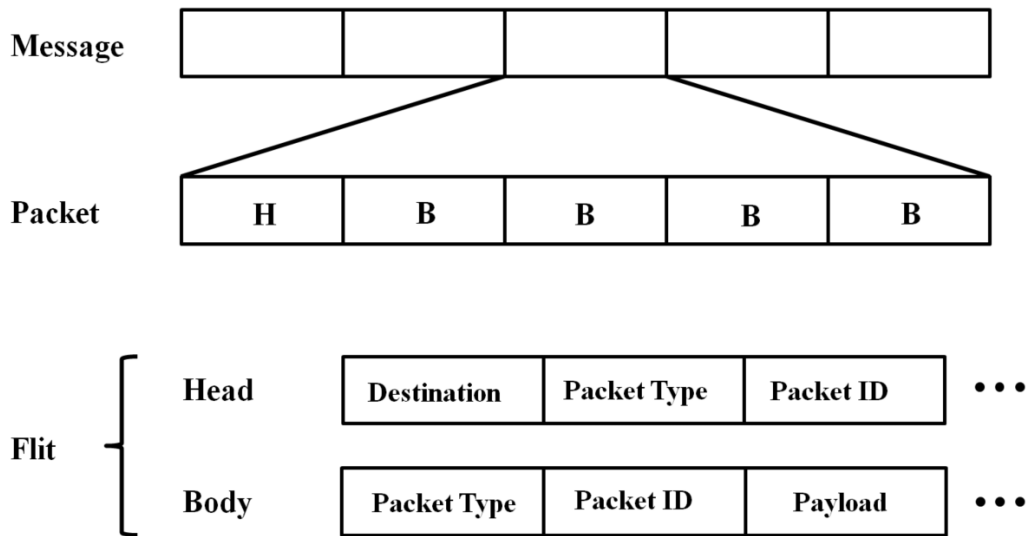 Message
Packet H B B B B
Head Destination Packet Type Packet ID •••
Flit
Body Packet Type Packet ID Payload •••